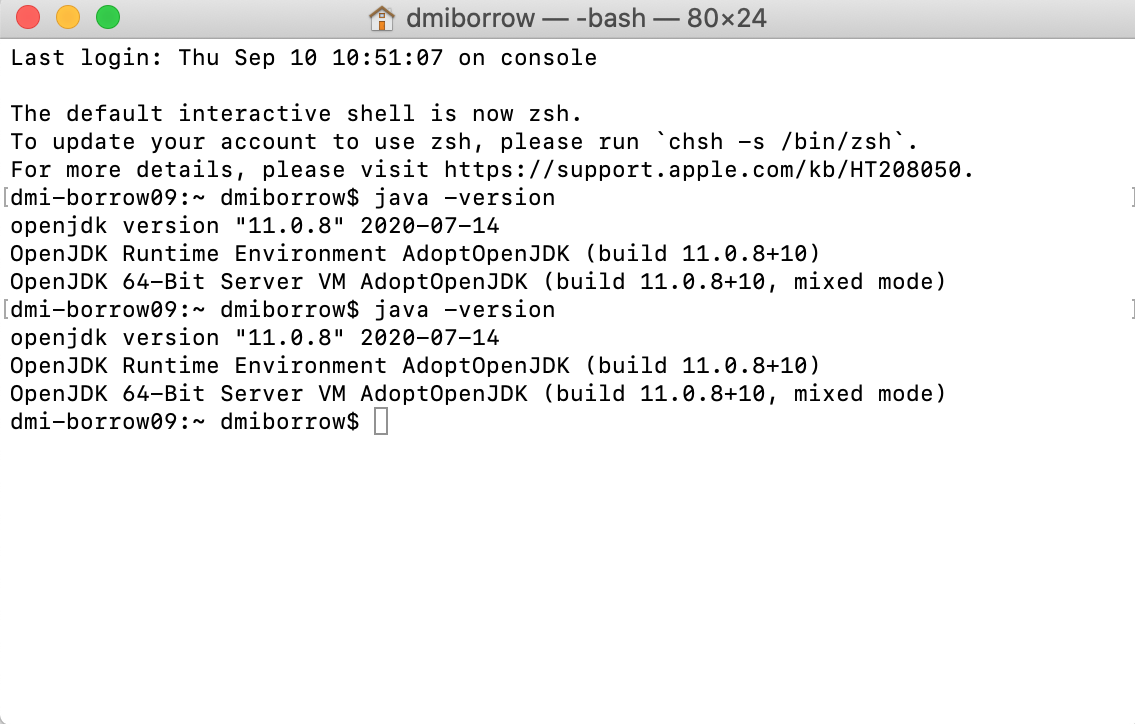 dmiborrow — -bash — 80×24
Last login: Thu Sep 10 10:51:07 on console
The default interactive shell is now zsh.
To update your account to use zsh, please run `chsh -s /bin/zsh`.
For more details, please visit https://support.apple.com/kb/HT208050.
[dmi-borrow09:~ dmiborrow$ java -version ]
openjdk version "11.0.8" 2020-07-14
OpenJDK Runtime Environment AdoptOpenJDK (build 11.0.8+10)
OpenJDK 64-Bit Server VM AdoptOpenJDK (build 11.0.8+10, mixed mode)
[dmi-borrow09:~ dmiborrow$ java -version ]
openjdk version "11.0.8" 2020-07-14
OpenJDK Runtime Environment AdoptOpenJDK (build 11.0.8+10)
OpenJDK 64-Bit Server VM AdoptOpenJDK (build 11.0.8+10, mixed mode)
dmi-borrow09:~ dmiborrow$